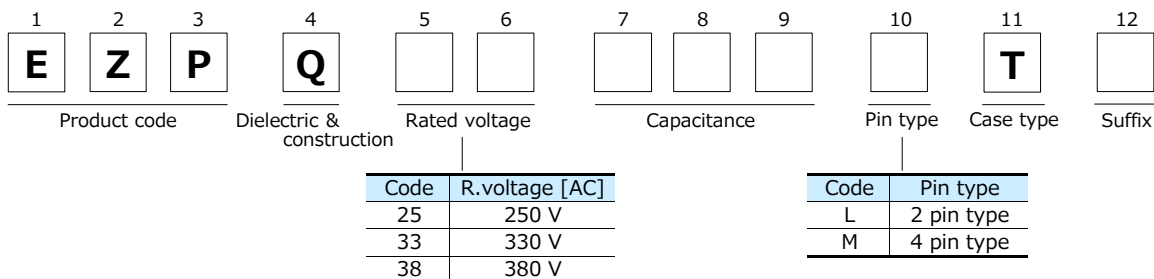 1 2 3 4 5 6 7 8 9 10 11 12
E Z P Q T
Product code Dielectric & construction Rated voltage Capacitance Pin type Case type Suffix
Code R.voltage [AC]
25 250 V
33 330 V
38 380 V
Code Pin type
L 2 pin type
M 4 pin type